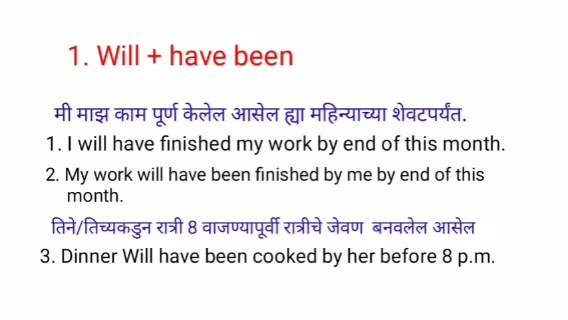 1. Will + have been
मी माझ काम पूर्ण केलेल आसेल ह्या महिन्याच्या शेवटपर्यंत.
1. I will have finished my work by end of this month.
2. My work will have been finished by me by end of this
month.
तिने/तिच्यकडुन रात्री 8 वाजण्यापूर्वी रात्रीचे जेवण बनवलेल आसेल
3. Dinner Will have been cooked by her before 8 p.m.